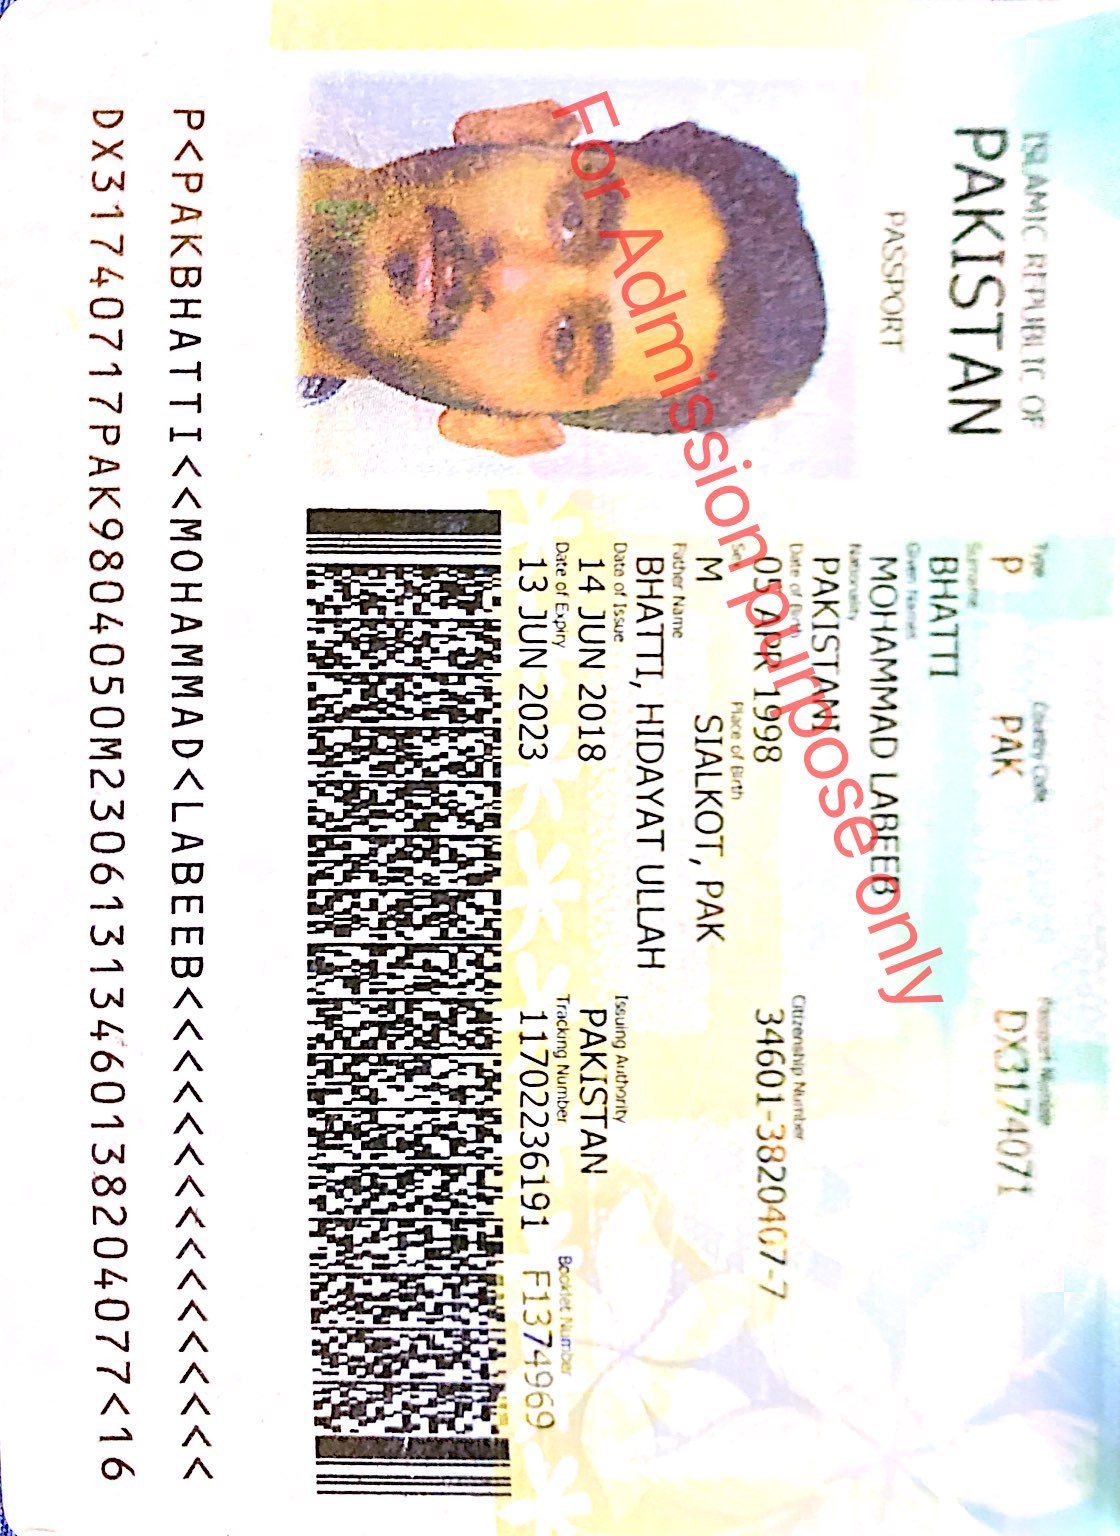 ISLAMIC REPUBLIC OF
PAKISTAN
PASSPORT
Type Country Code Passport Number
P PAK DX3174071
Surname
BHATTI
Given Names
MOHAMMAD LABEEB
Nationality
PAKISTANI
Date of Birth Citizenship Number
05 APR 1998 34601-3820407-7
Sex Place of Birth
M SIALKOT, PAK
Father Name
BHATTI, HIDAYAT ULLAH
Date of Issue Issuing Authority
14 JUN 2018 PAKISTAN
Date of Expiry Tracking Number Booklet Number
13 JUN 2023 11702236191 F1374969
For Admission purpose only
P<PAKBHATTI<<MOHAMMAD<LABEEB<<<<<<<<<<<<<<<<
DX31740717PAK9804050M23061313460138204077<16